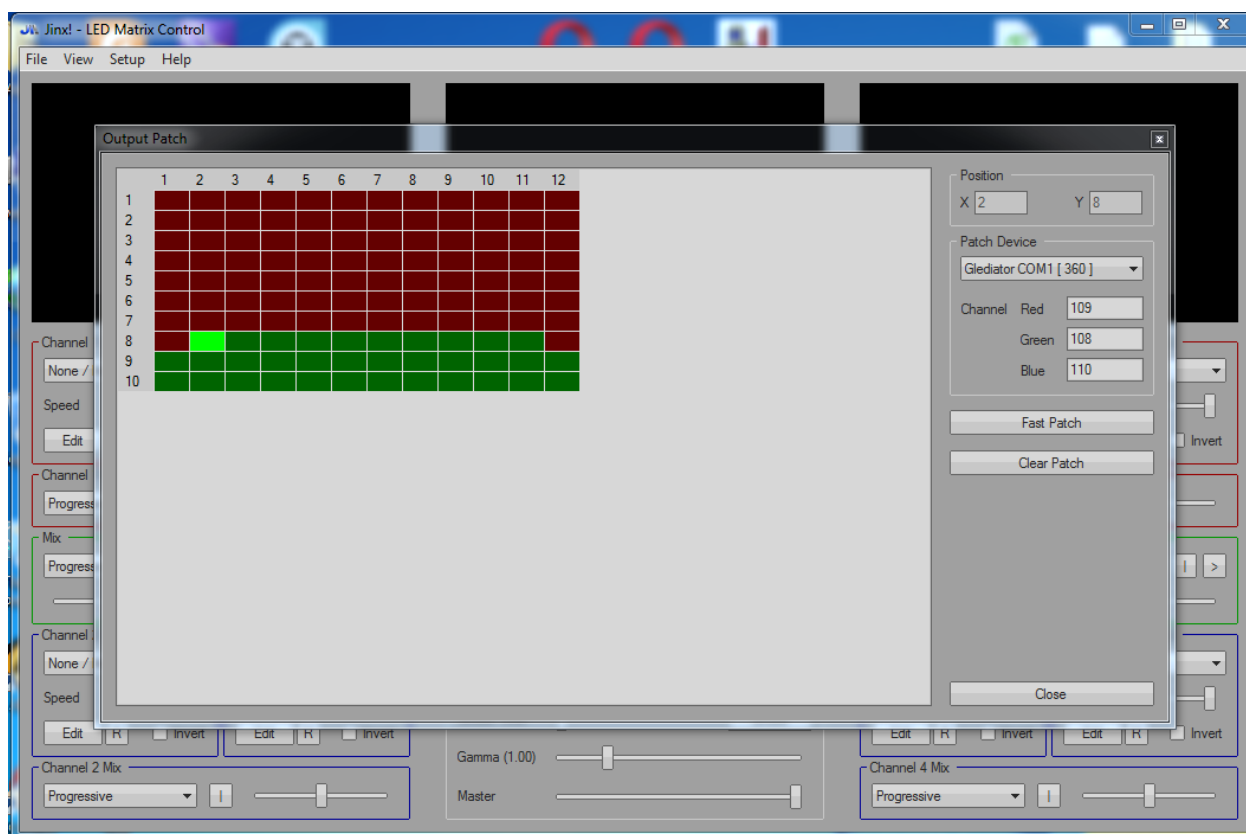 Jinx! - LED Matrix Control
File View Setup Help
Output Patch
1 2 3 4 5 6 7 8 9 10 11 12
1
2
3
4
5
6
7
8
9
10
Position
X 2 Y 8
Patch Device
Glediator COM1 [ 360 ]
Channel Red 109
Green 108
Blue 110
Fast Patch
Clear Patch
Close
Channel
None /
Speed
Edit
Invert
Channel
Progress
Mix
Progress
>
Channel
None /
Speed
Edit R Invert Edit R Invert
Edit R Invert Edit R Invert
Gamma (1.00)
Channel 2 Mix
Channel 4 Mix
Progressive I
Master
Progressive I